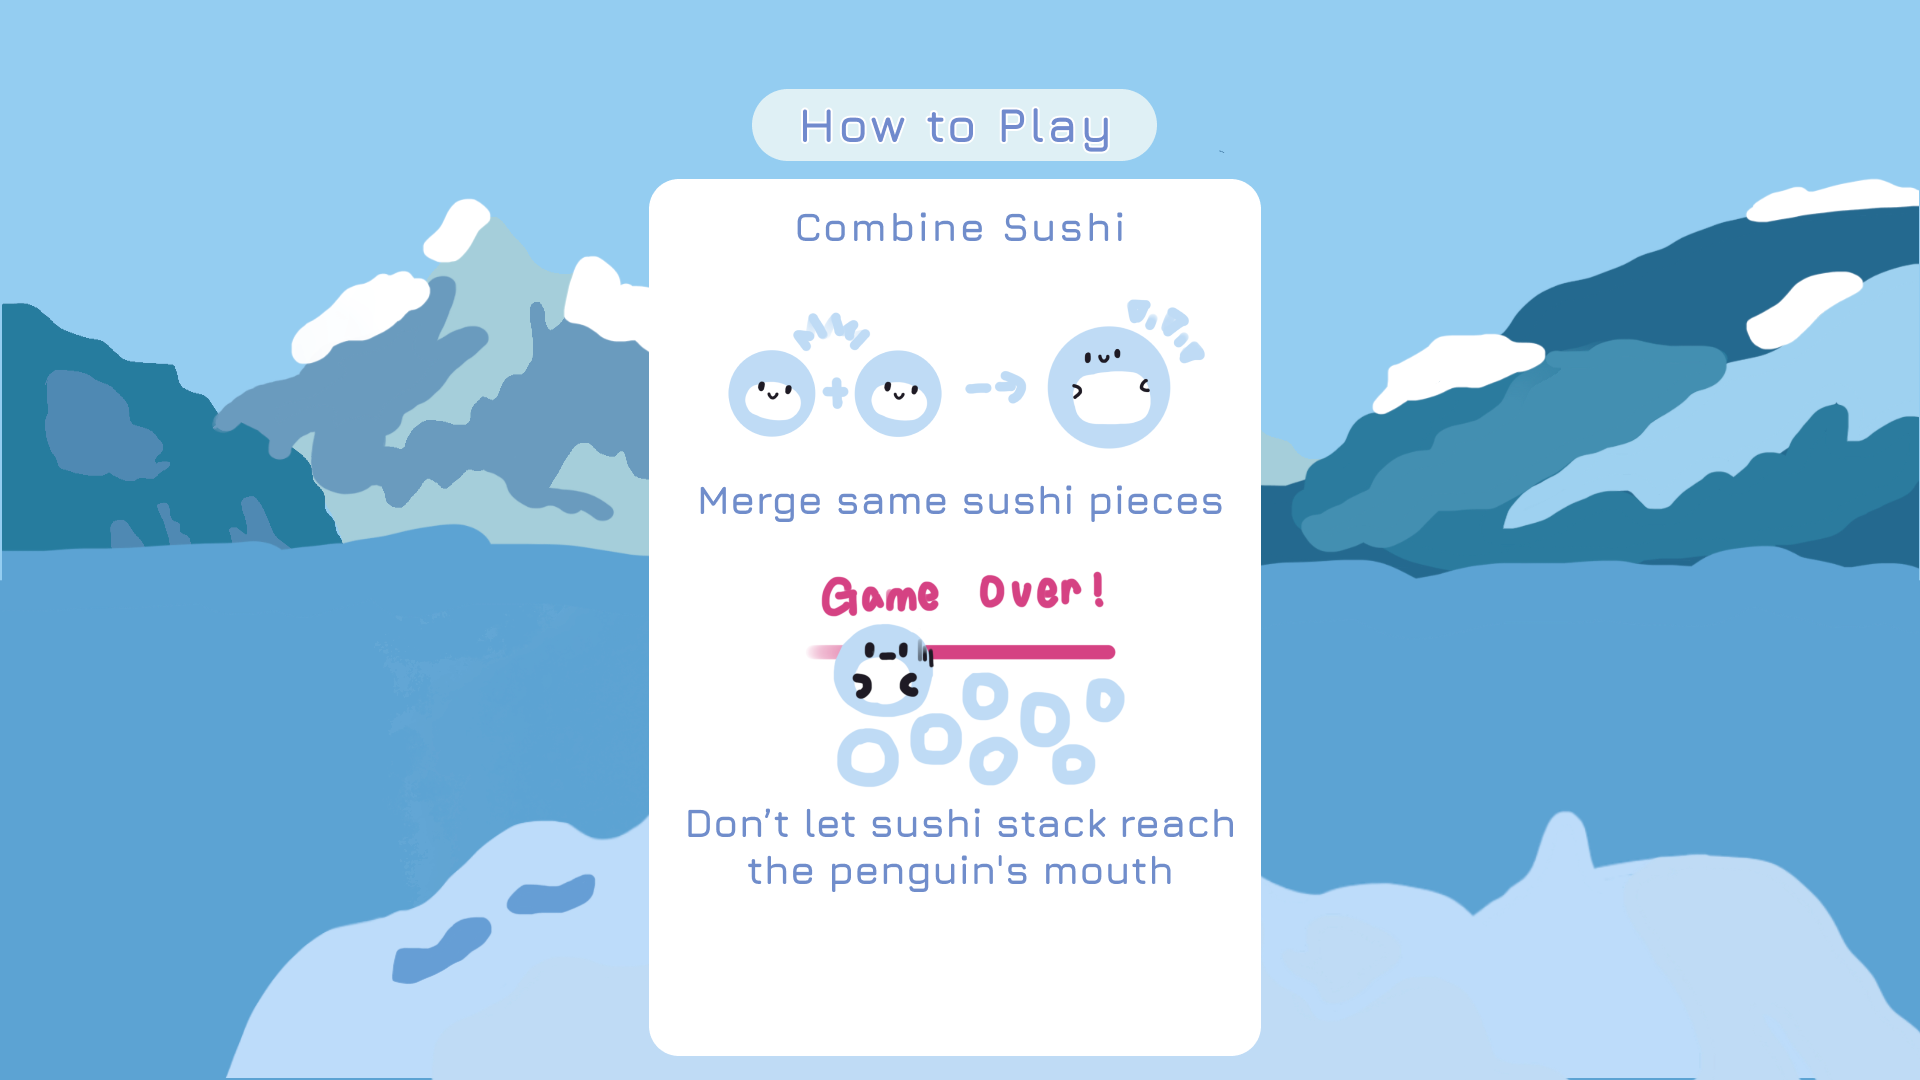 How to Play
Combine Sushi
Merge same sushi pieces
Game Over!
Don’t let sushi stack reach
the penguin's mouth